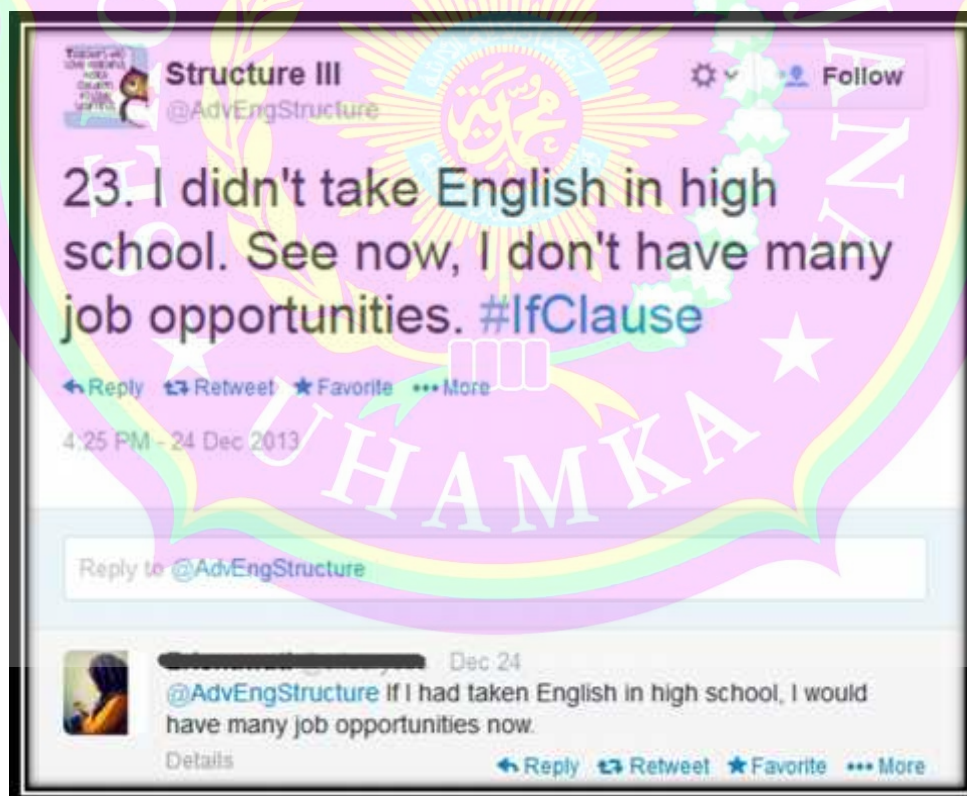 Structure III
Follow
@AdvEngStructure
23. I didn't take English in high
school. See now, I don't have many
job opportunities. #IfClause
Reply Retweet Favorite More
4:25 PM - 24 Dec 2013
UHAMKA
Reply to @AdvEngStructure
Dec 24
@AdvEngStructure If I had taken English in high school, I would
have many job opportunities now.
Details
Reply Retweet Favorite More